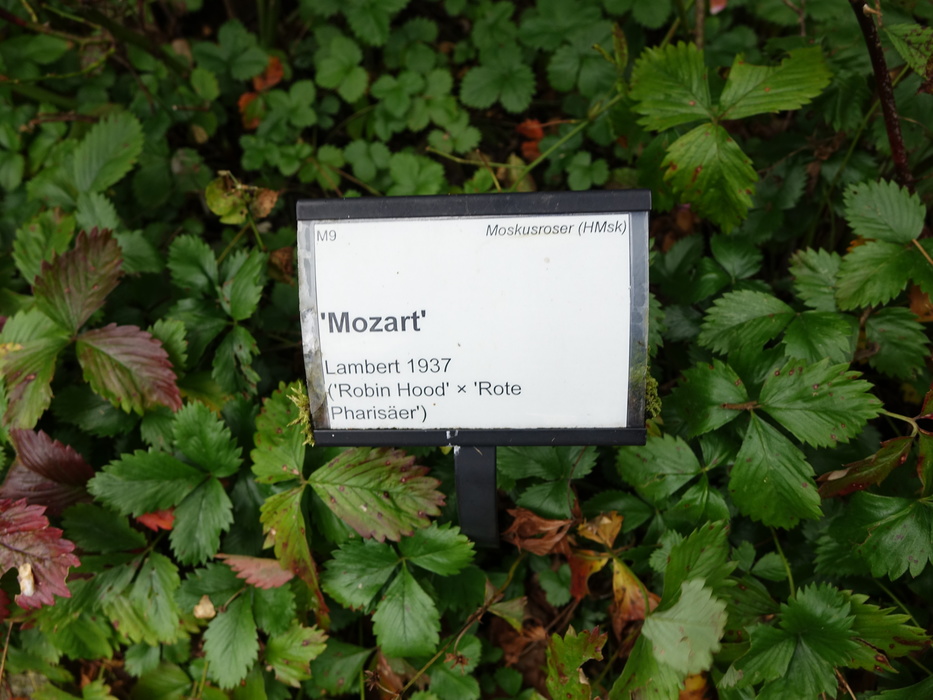 M9 Moskusroser (HMsk)
'Mozart'
Lambert 1937
('Robin Hood' × 'Rote
Pharisäer')